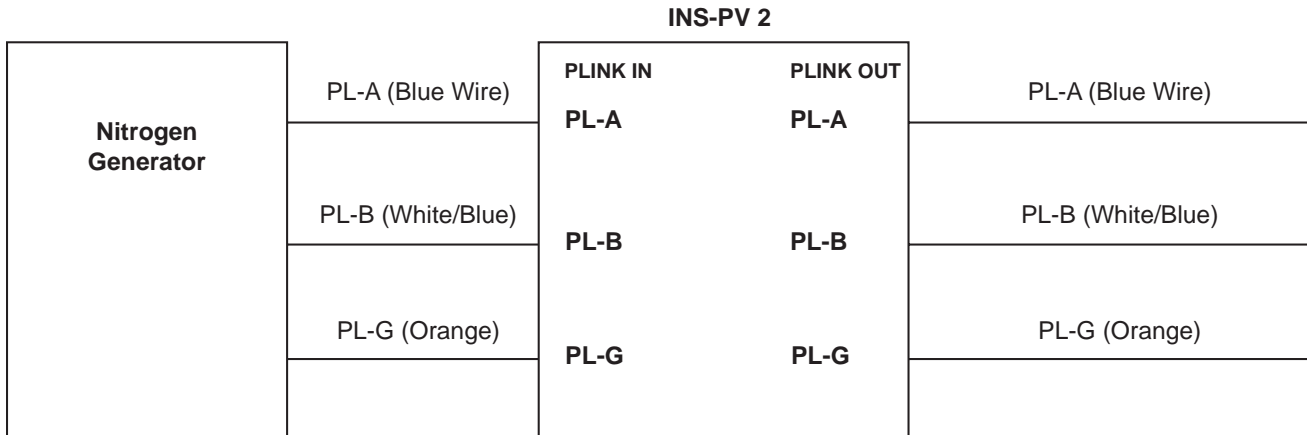 INS-PV 2
PLINK IN
PLINK OUT
PL-A (Blue Wire)
PL-A
PL-A
PL-A (Blue Wire)
Nitrogen
Generator
PL-B (White/Blue)
PL-B
PL-B
PL-B (White/Blue)
PL-G (Orange)
PL-G
PL-G
PL-G (Orange)